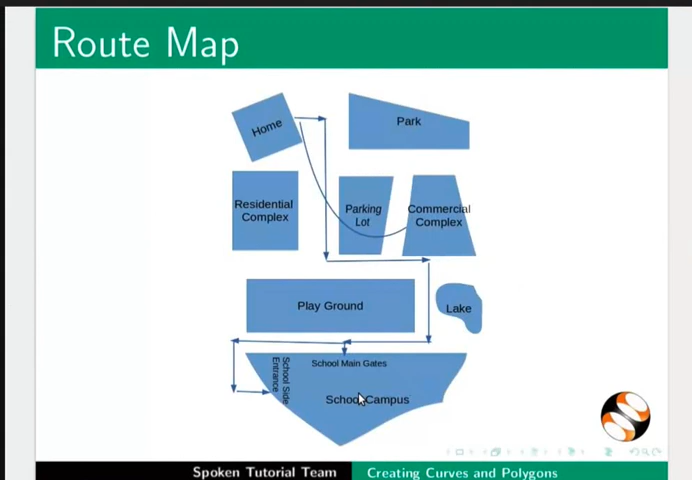 Route Map
Home
Park
Residential
Complex
Parking
Lot
Commercial
Complex
Play Ground
Lake
School Main Gates
School Side
Entrance
School Campus
Spoken Tutorial Team
Creating Curves and Polygons